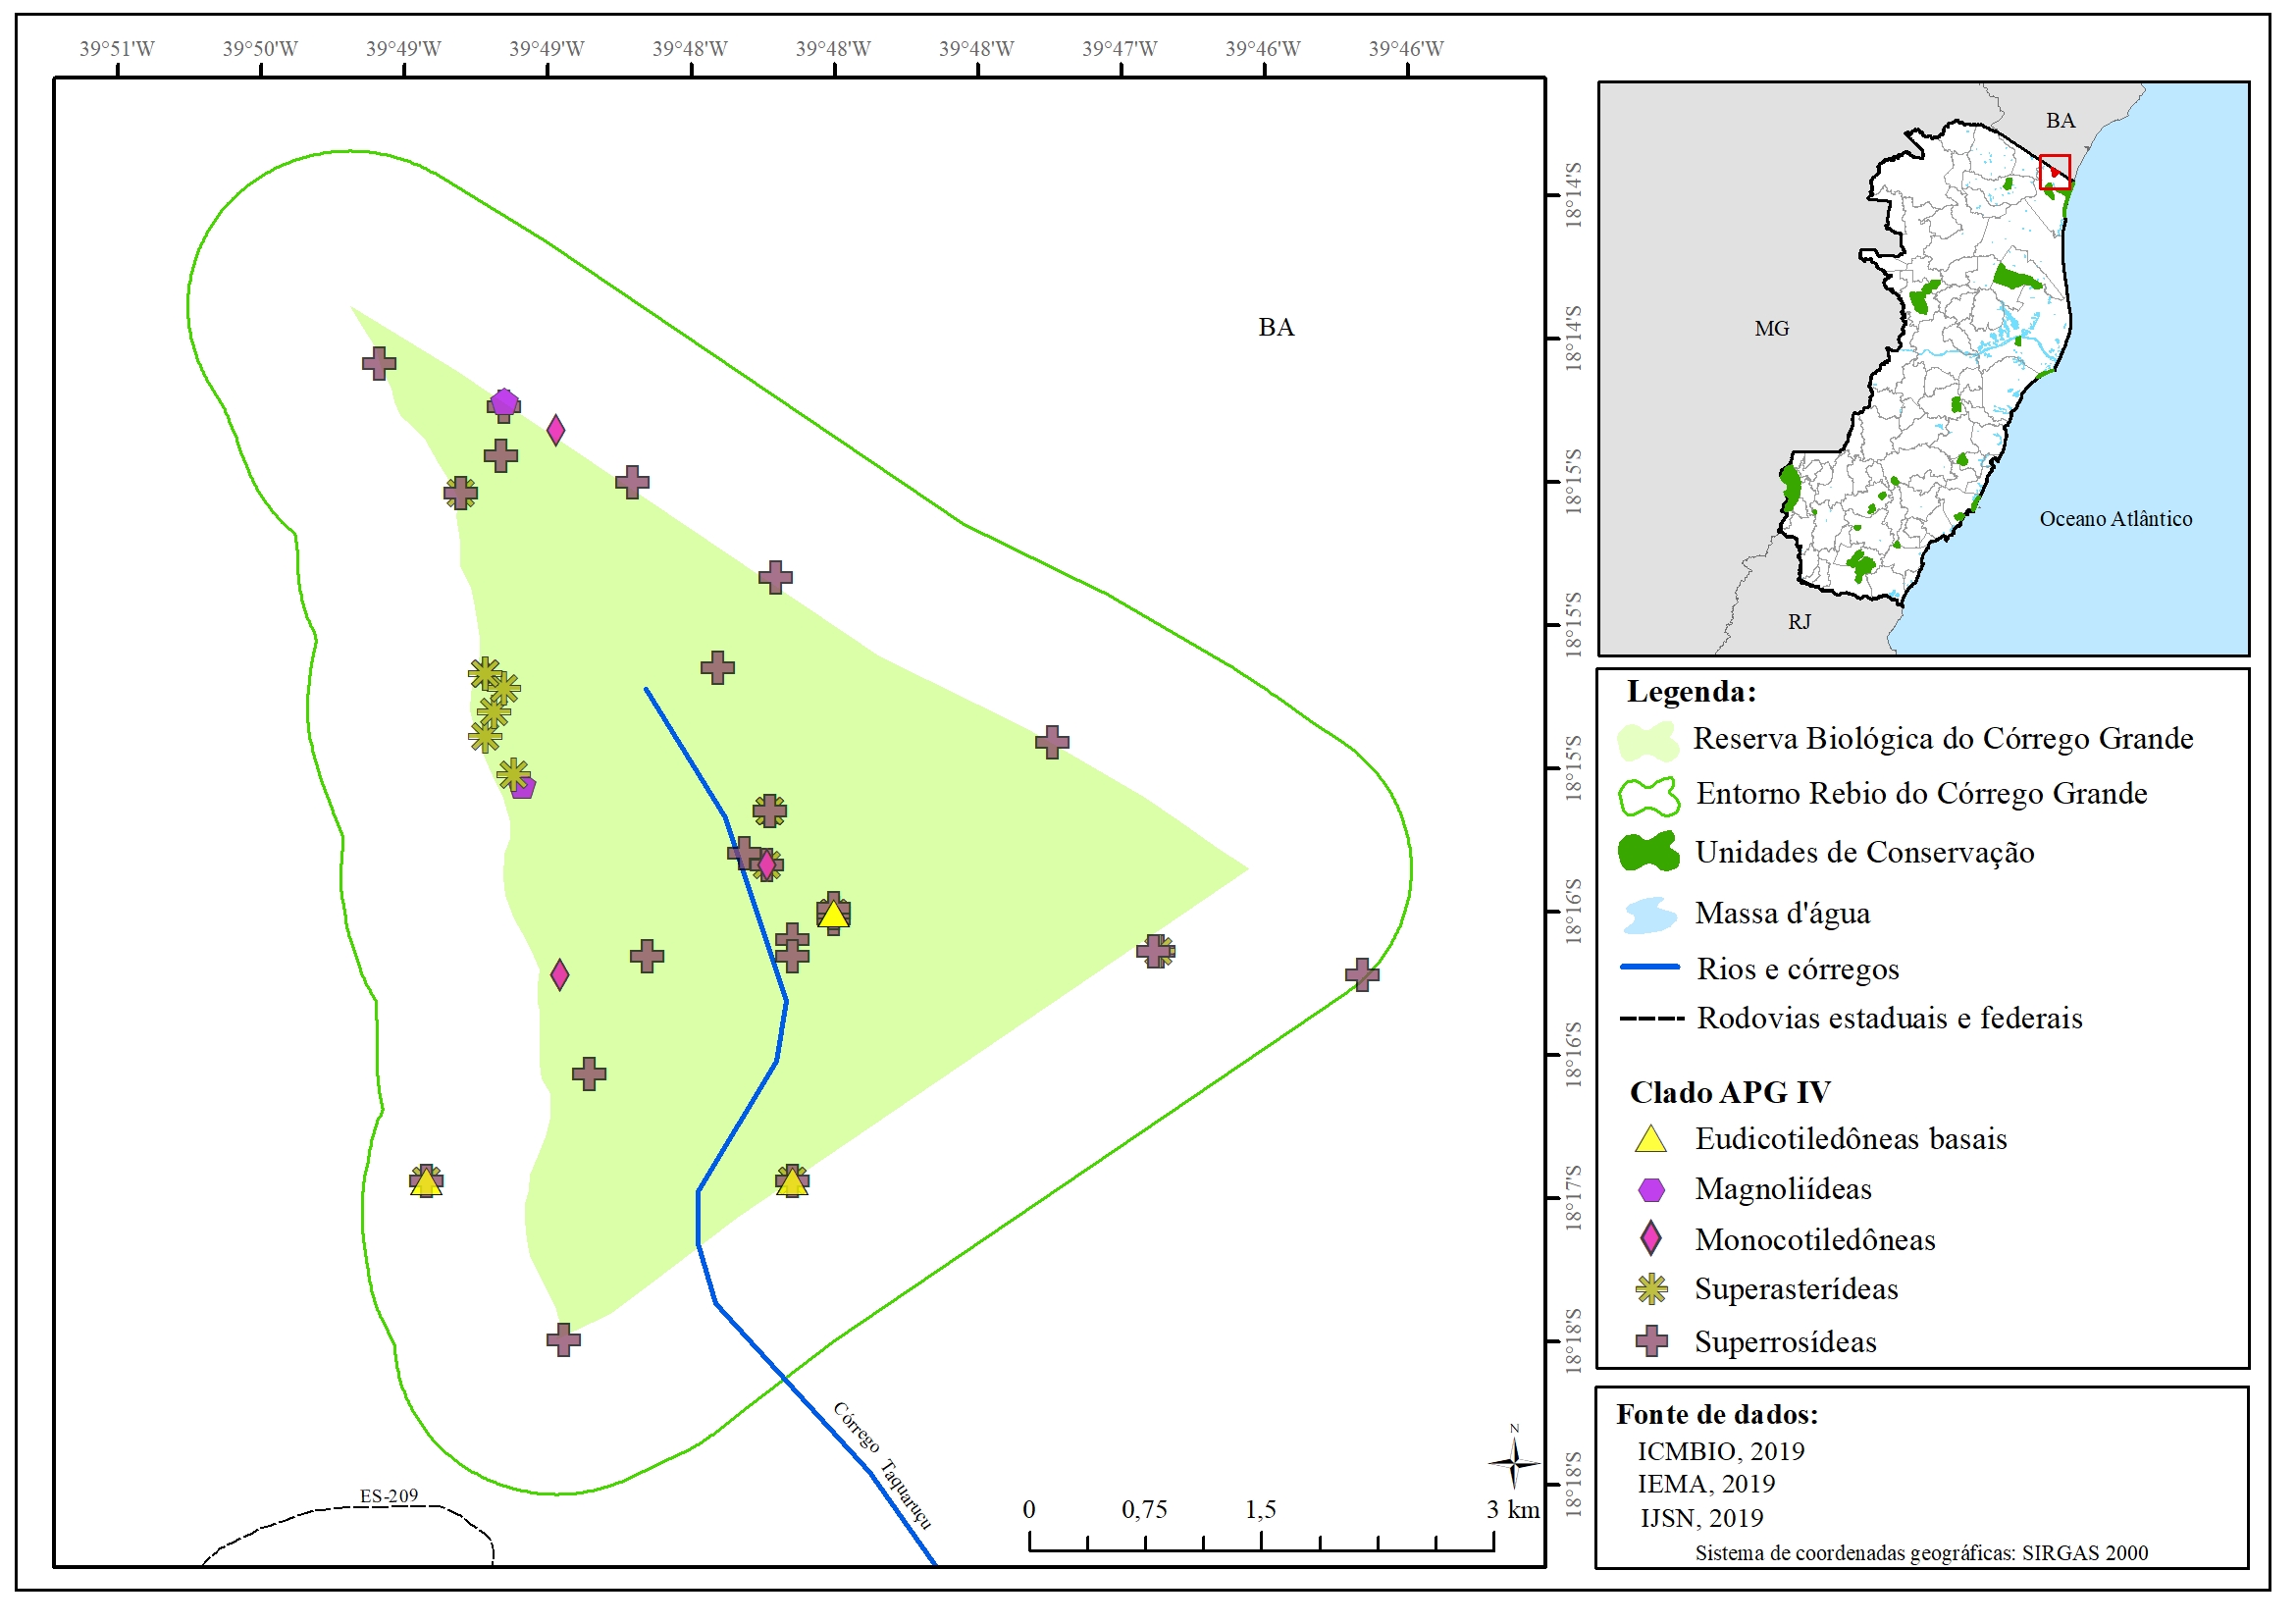 39°51'W 39°50'W 39°49'W 39°49'W 39°48'W 39°48'W 39°48'W 39°47'W 39°46'W 39°46'W
18°14'S
18°14'S
18°15'S
18°15'S
18°15'S
18°16'S
18°16'S
18°17'S
18°18'S
18°18'S
BA
Córrego Taquaruçu
ES-209
N
0 0,75 1,5 3 km
BA
MG
Oceano Atlântico
RJ
Legenda:
Reserva Biológica do Córrego Grande
Entorno Rebio do Córrego Grande
Unidades de Conservação
Massa d'água
Rios e córregos
Rodovias estaduais e federais
Clado APG IV
Eudicotiledôneas basais
Magnoliídeas
Monocotiledôneas
Superasterídeas
Superrosídeas
Fonte de dados:
ICMBIO, 2019
IEMA, 2019
IJSN, 2019
Sistema de coordenadas geográficas: SIRGAS 2000